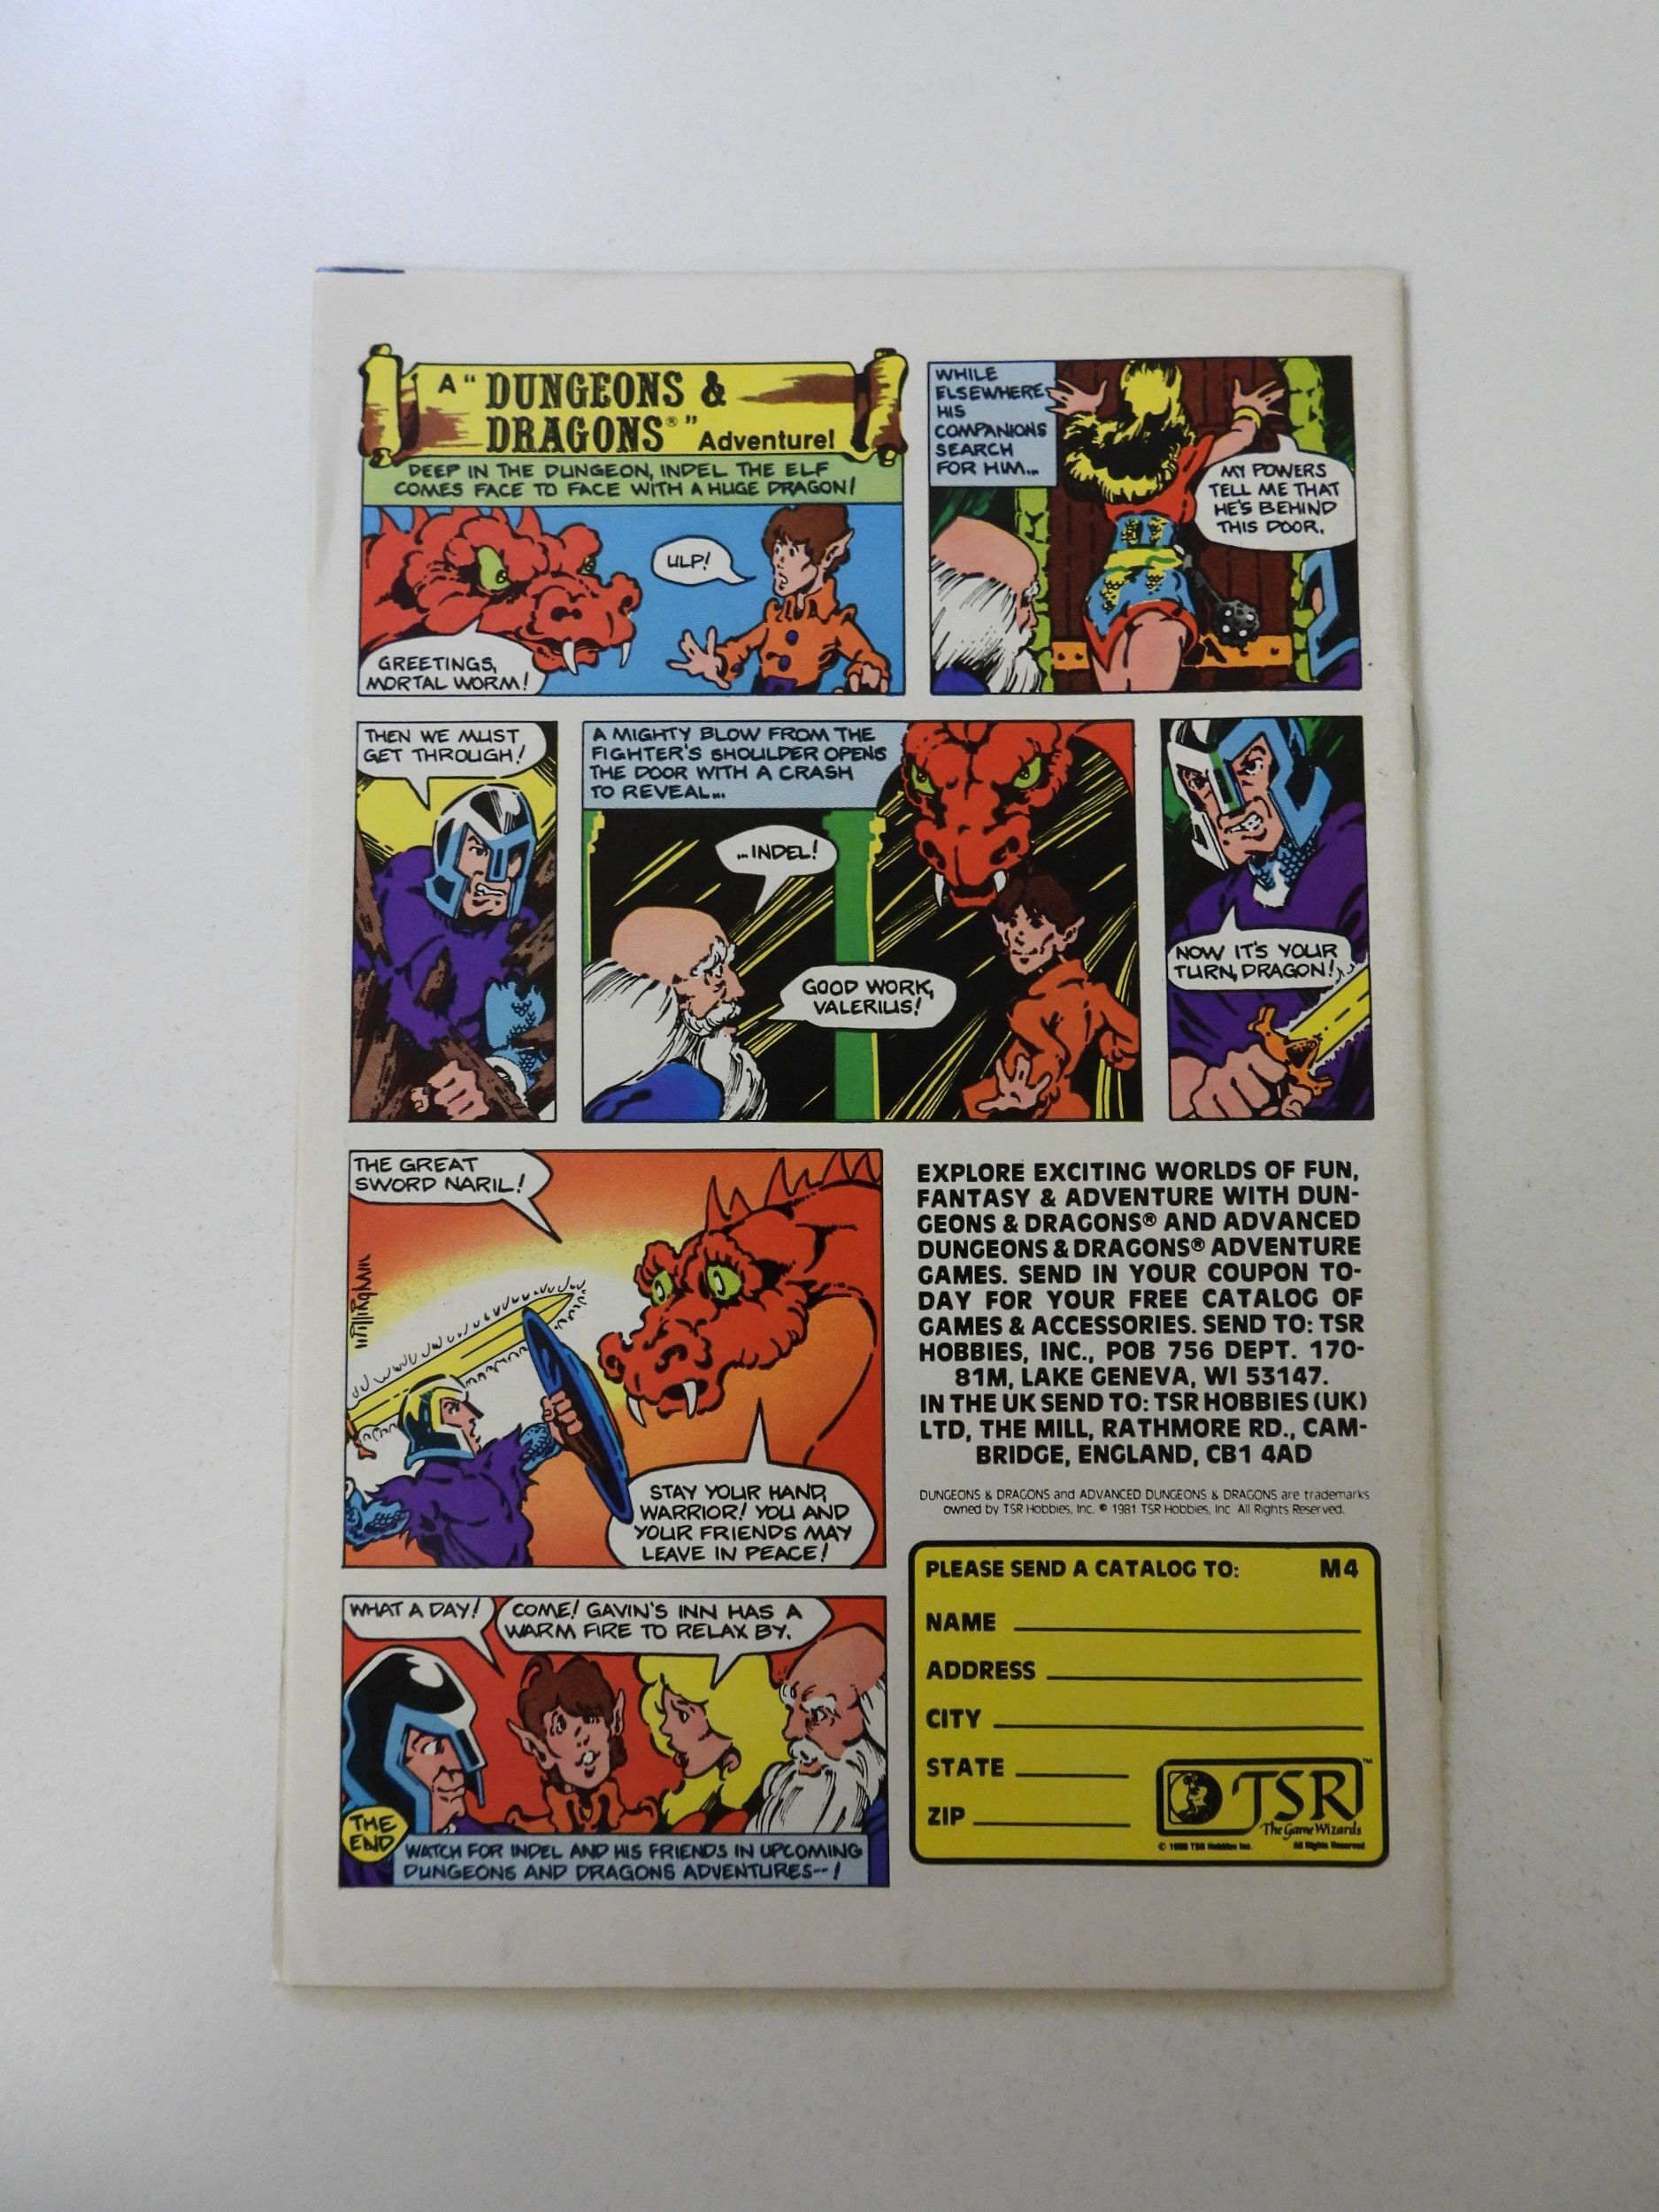 A "DUNGEONS &
DRAGONS®" Adventure!
DEEP IN THE DUNGEON, INDEL THE ELF
COMES FACE TO FACE WITH A HUGE DRAGON!
ULP!
GREETINGS,
MORTAL WORM!
WHILE
ELSEWHERE,
HIS
COMPANIONS
SEARCH
FOR HIM...
MY POWERS
TELL ME THAT
HE'S BEHIND
THIS DOOR.
THEN WE MUST
GET THROUGH!
A MIGHTY BLOW FROM THE
FIGHTER'S SHOULDER OPENS
THE DOOR WITH A CRASH
TO REVEAL...
...INDEL!
GOOD WORK,
VALERIUS!
NOW IT'S YOUR
TURN, DRAGON!
THE GREAT
SWORD NARIL!
willingham
STAY YOUR HAND,
WARRIOR! YOU AND
YOUR FRIENDS MAY
LEAVE IN PEACE!
WHAT A DAY!
COME! GAVIN'S INN HAS A
WARM FIRE TO RELAX BY.
THE
END
WATCH FOR INDEL AND HIS FRIENDS IN UPCOMING
DUNGEONS AND DRAGONS ADVENTURES--!
EXPLORE EXCITING WORLDS OF FUN,
FANTASY & ADVENTURE WITH DUN-
GEONS & DRAGONS® AND ADVANCED
DUNGEONS & DRAGONS® ADVENTURE
GAMES. SEND IN YOUR COUPON TO-
DAY FOR YOUR FREE CATALOG OF
GAMES & ACCESSORIES. SEND TO: TSR
HOBBIES, INC., POB 756 DEPT. 170-
81M, LAKE GENEVA, WI 53147.
IN THE UK SEND TO: TSR HOBBIES (UK)
LTD, THE MILL, RATHMORE RD., CAM-
BRIDGE, ENGLAND, CB1 4AD
DUNGEONS & DRAGONS and ADVANCED DUNGEONS & DRAGONS are trademarks
owned by TSR Hobbies, Inc. © 1981 TSR Hobbies, Inc All Rights Reserved.
PLEASE SEND A CATALOG TO: M4
NAME
ADDRESS
CITY
STATE
ZIP
TSR™
The Game Wizards
© 1980 TSR Hobbies Inc. All Rights Reserved